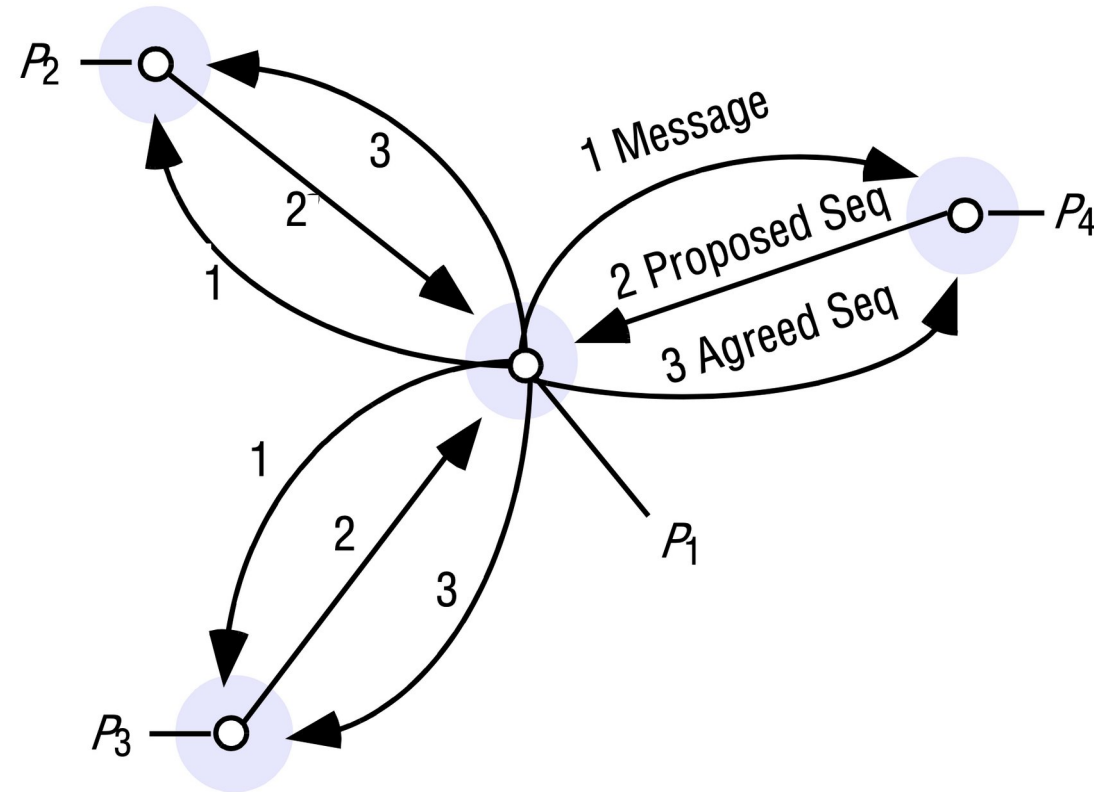 P2
3
1 Message
2
2 Proposed Seq
P4
1
3 Agreed Seq
1
2
3
P1
P3